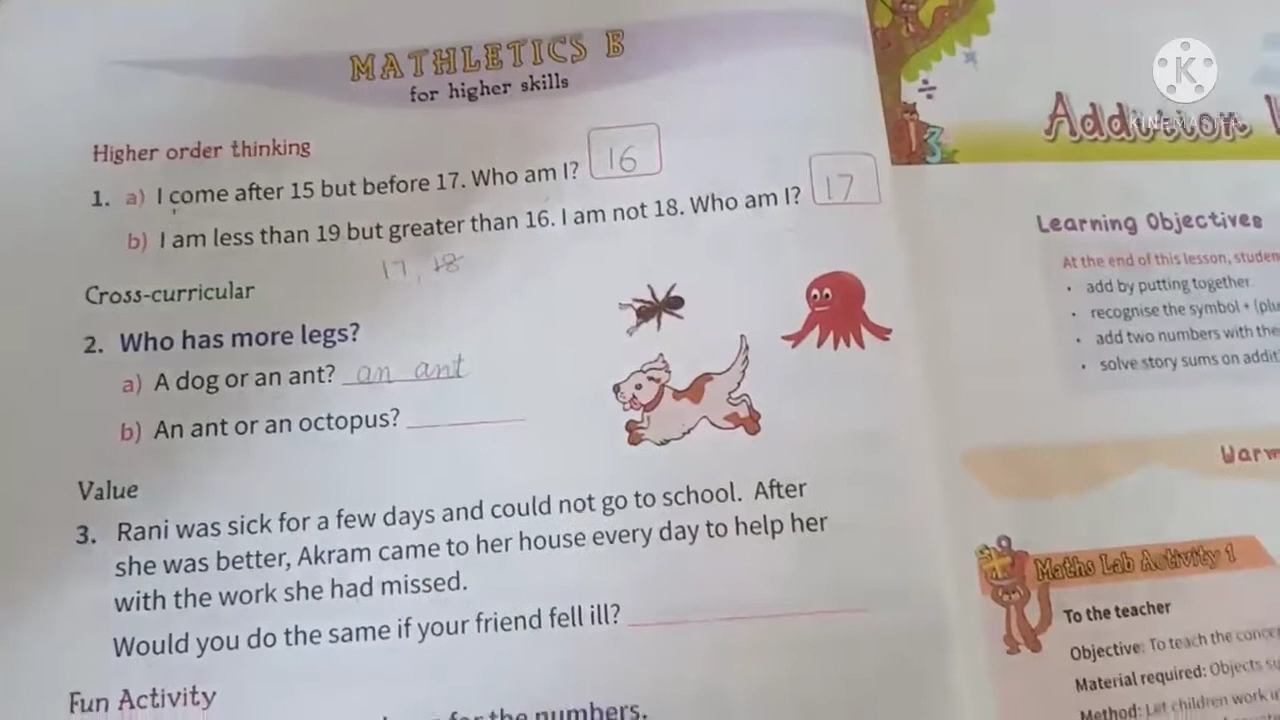 MATHLETICS B
for higher skills
Higher order thinking
1. a) I come after 15 but before 17. Who am I? 16
b) I am less than 19 but greater than 16. I am not 18. Who am I? 17
17, 18
Cross-curricular
2. Who has more legs?
a) A dog or an ant? an ant
b) An ant or an octopus?
Value
3. Rani was sick for a few days and could not go to school. After
she was better, Akram came to her house every day to help her
with the work she had missed.
Would you do the same if your friend fell ill?
Fun Activity
for the numbers.
÷
3
K
KINEMASTER
Addition
Learning Objectives
At the end of this lesson,
• add by putting together
• recognise the symbol +
• add two numbers with the
• solve story sums on
Maths Lab Activity 1
To the teacher
Objective: To teach the
Material required: Objects
Method: Let children work